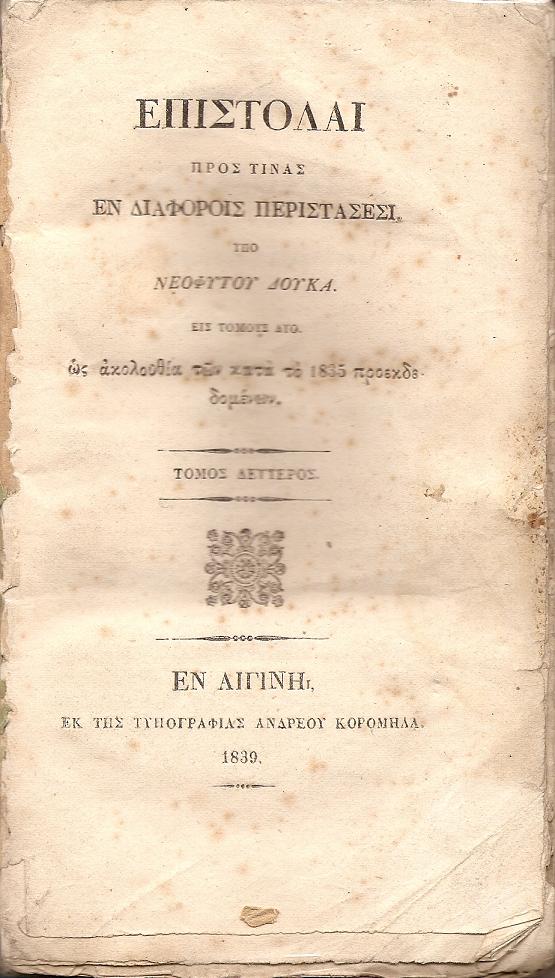 ΕΠΙΣΤΟΛΑΙ
ΠΡΟΣ ΤΙΝΑΣ
ΕΝ ΔΙΑΦΟΡΟΙΣ ΠΕΡΙΣΤΑΣΕΣΙ,
ΥΠΟ
ΝΕΟΦΥΤΟΥ ΔΟΥΚΑ.
ΕΙΣ ΤΟΜΟΥΣ ΔΥΟ.
ὡς ἀκολουθία τῶν κατὰ τὸ 1835 προεκδε-
δομένων.
ΤΟΜΟΣ ΔΕΥΤΕΡΟΣ.
ΕΝ ΑΙΓΙΝΗι,
ΕΚ ΤΗΣ ΤΥΠΟΓΡΑΦΙΑΣ ΑΝΔΡΕΟΥ ΚΟΡΟΜΗΛΑ.
1839.